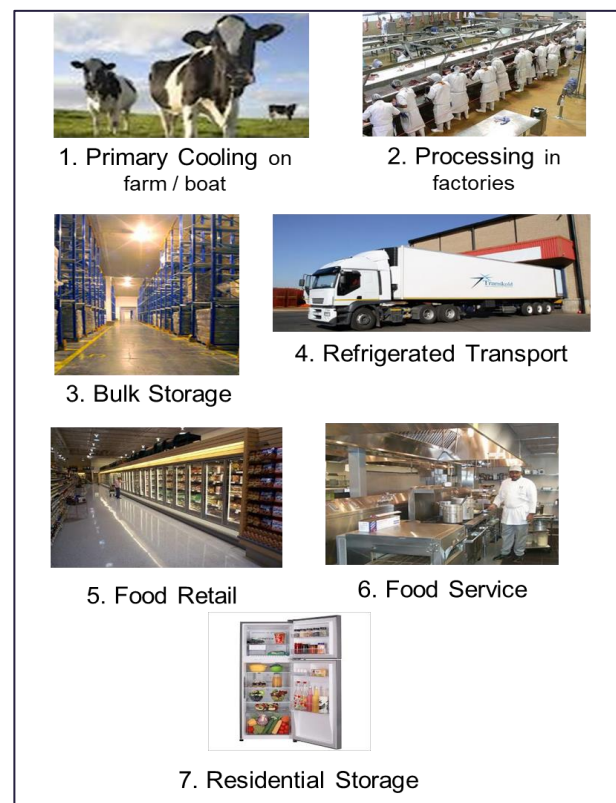 1. Primary Cooling on
farm / boat
2. Processing in
factories
3. Bulk Storage
4. Refrigerated Transport
5. Food Retail
6. Food Service
7. Residential Storage